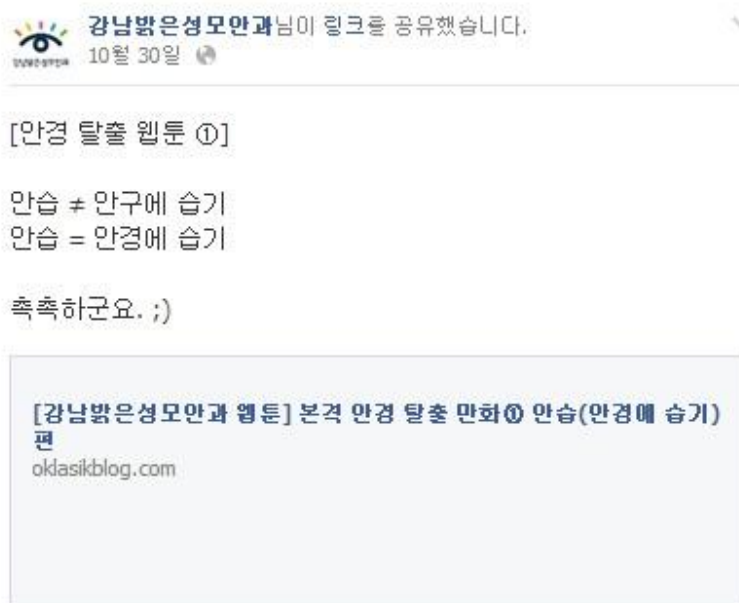 강남밝은성모안과님이 링크를 공유했습니다.
10월 30일
[안경 탈출 웹툰 ①]
안습 ≠ 안구에 습기
안습 = 안경에 습기
촉촉하군요. ;)
[강남밝은성모안과 웹툰] 본격 안경 탈출 만화① 안습(안경에 습기)
편
oklasikblog.com